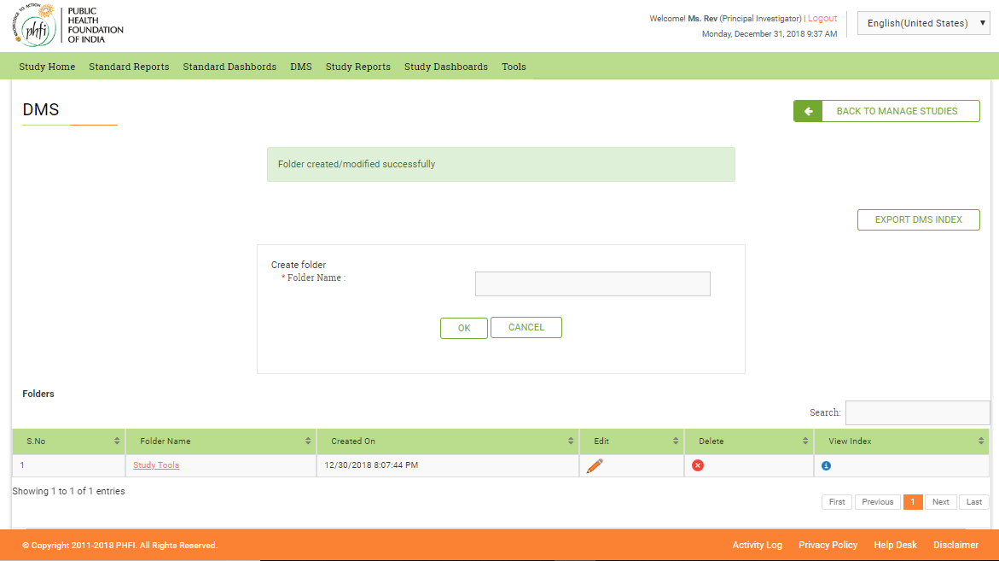 KNOWLEDGE TO ACTION
phfi
PUBLIC
HEALTH
FOUNDATION
OF INDIA
Welcome! Ms. Rev (Principal Investigator) | Logout
Monday, December 31, 2018 9:37 AM
English(United States)
Study Home Standard Reports Standard Dashbords DMS Study Reports Study Dashboards Tools
DMS
BACK TO MANAGE STUDIES
Folder created/modified successfully
EXPORT DMS INDEX
Create folder
* Folder Name :
OK CANCEL
Folders
Search:
S.No Folder Name Created On Edit Delete View Index
1 Study Tools 12/30/2018 8:07:44 PM
Showing 1 to 1 of 1 entries
First Previous 1 Next Last
© Copyright 2011-2018 PHFI. All Rights Reserved.
Activity Log Privacy Policy Help Desk Disclaimer